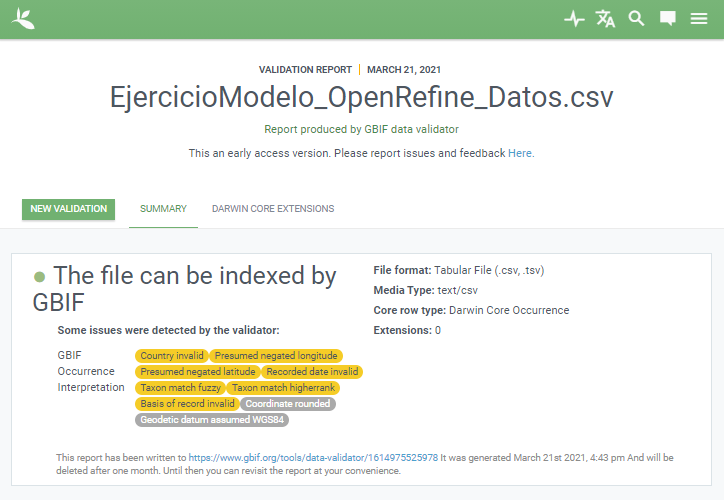 VALIDATION REPORT | MARCH 21, 2021
EjercicioModelo_OpenRefine_Datos.csv
Report produced by GBIF data validator
This an early access version. Please report issues and feedback Here.
NEW VALIDATION SUMMARY DARWIN CORE EXTENSIONS
The file can be indexed by
GBIF
Some issues were detected by the validator:
GBIF
Occurrence
Interpretation
Country invalid Presumed negated longitude
Presumed negated latitude Recorded date invalid
Taxon match fuzzy Taxon match higherrank
Basis of record invalid Coordinate rounded
Geodetic datum assumed WGS84
File format: Tabular File (.csv, .tsv)
Media Type: text/csv
Core row type: Darwin Core Occurrence
Extensions: 0
This report has been written to https://www.gbif.org/tools/data-validator/1614975525978 It was generated March 21st 2021, 4:43 pm And will be
deleted after one month. Until then you can revisit the report at your convenience.